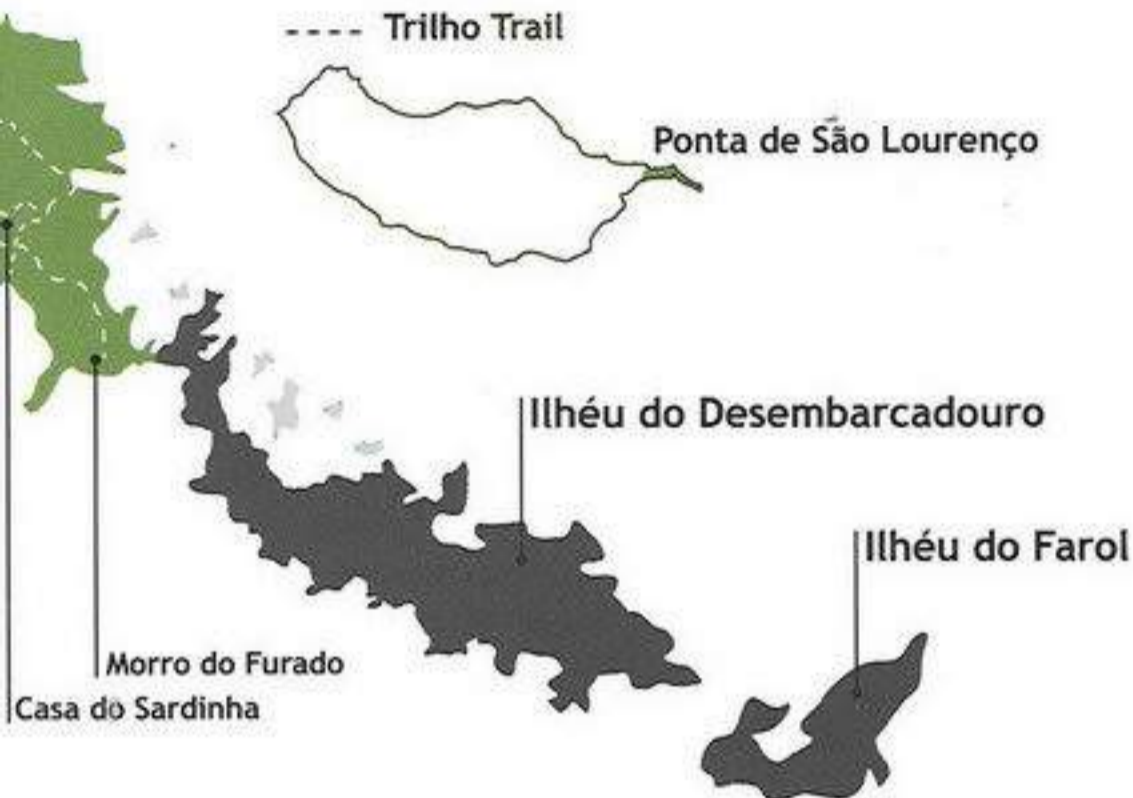 Trilho Trail
Ponta de São Lourenço
Ilhéu do Desembarcadouro
Ilhéu do Farol
Morro do Furado
Casa do Sardinha